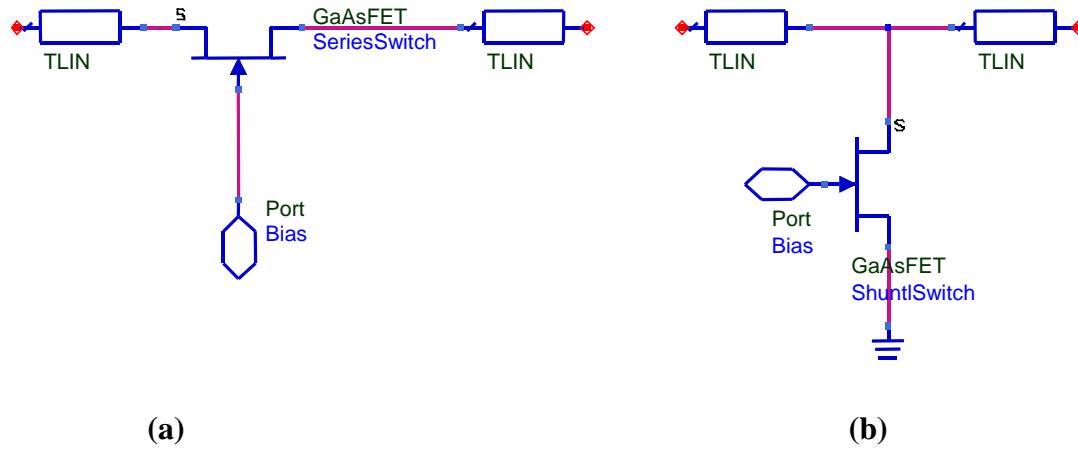 S
GaAsFET
SeriesSwitch
TLIN
TLIN
Port
Bias
(a)
TLIN
TLIN
S
Port
Bias
GaAsFET
ShuntlSwitch
(b)